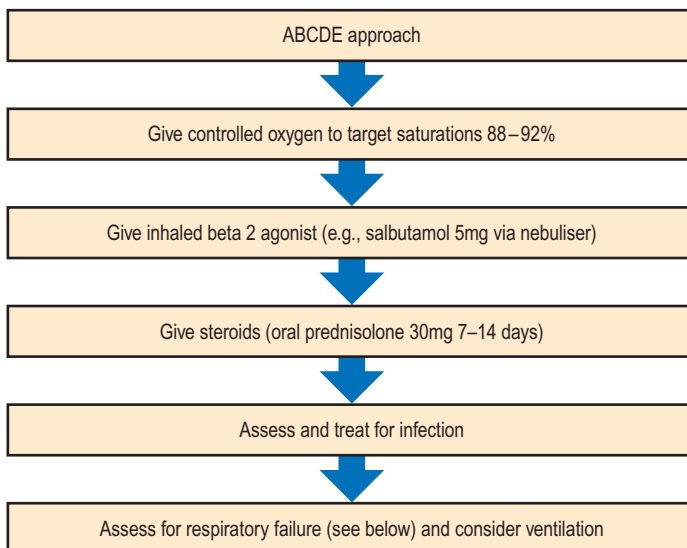 ABCDE approach
Give controlled oxygen to target saturations 88–92%
Give inhaled beta 2 agonist (e.g., salbutamol 5mg via nebuliser)
Give steroids (oral prednisolone 30mg 7–14 days)
Assess and treat for infection
Assess for respiratory failure (see below) and consider ventilation